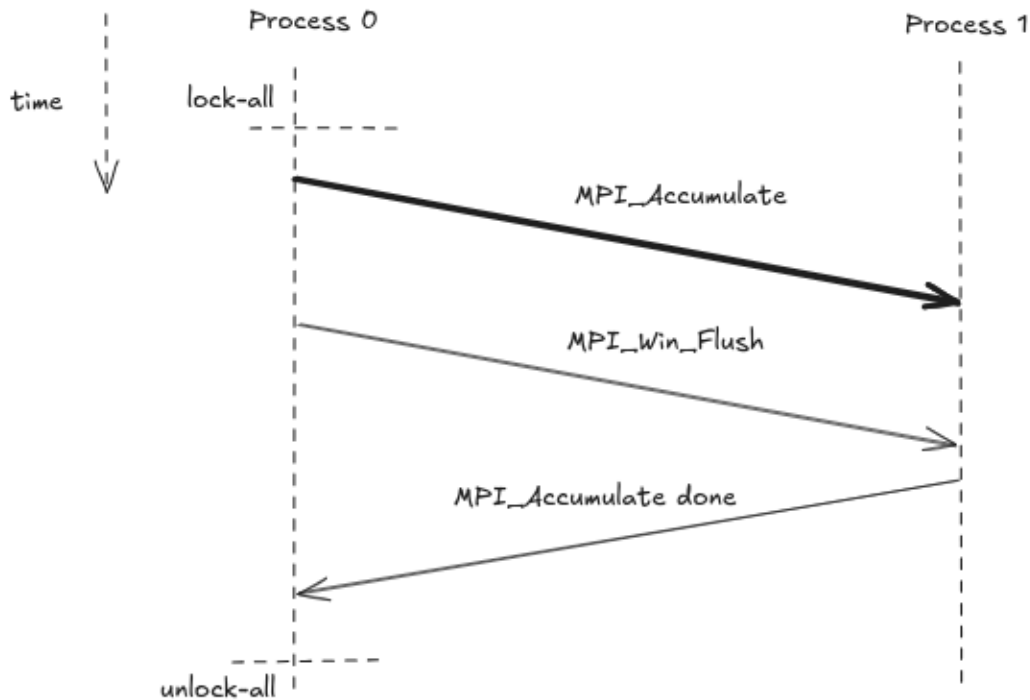 Process 0
Process 1
time
lock-all
MPI_Accumulate
MPI_Win_Flush
MPI_Accumulate done
unlock-all